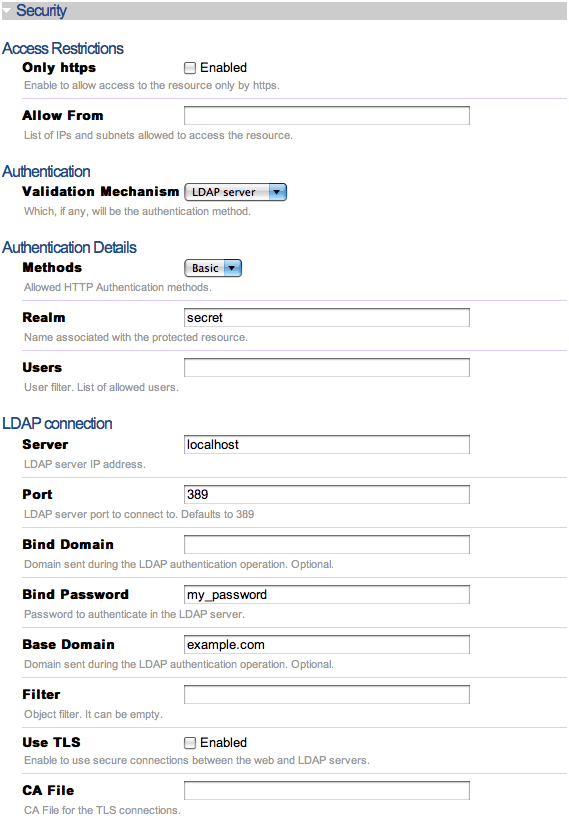 Security
Access Restrictions
Only https Enabled
Enable to allow access to the resource only by https.
Allow From
List of IPs and subnets allowed to access the resource.
Authentication
Validation Mechanism LDAP server
Which, if any, will be the authentication method.
Authentication Details
Methods Basic
Allowed HTTP Authentication methods.
Realm secret
Name associated with the protected resource.
Users
User filter. List of allowed users.
LDAP connection
Server localhost
LDAP server IP address.
Port 389
LDAP server port to connect to. Defaults to 389
Bind Domain
Domain sent during the LDAP authentication operation. Optional.
Bind Password my_password
Password to authenticate in the LDAP server.
Base Domain example.com
Domain sent during the LDAP authentication operation. Optional.
Filter
Object filter. It can be empty.
Use TLS Enabled
Enable to use secure connections between the web and LDAP servers.
CA File
CA File for the TLS connections.